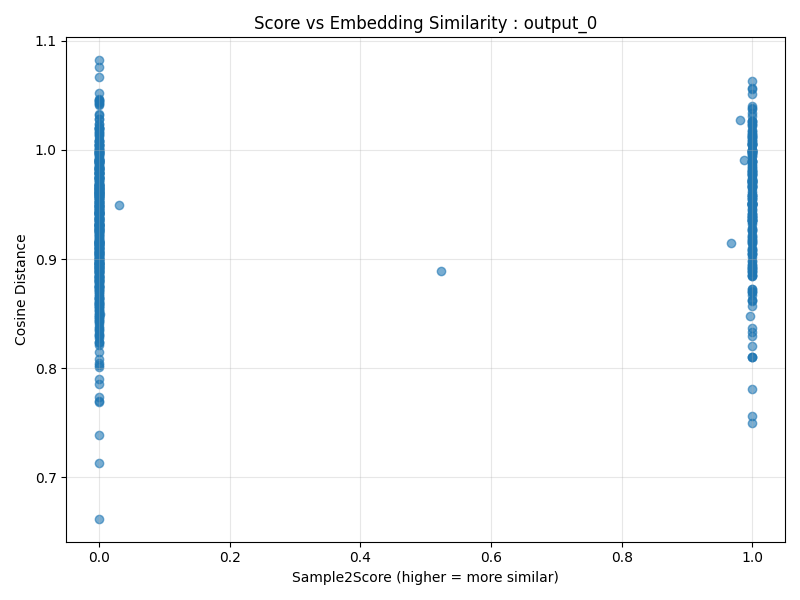 Score vs Embedding Similarity : output_0
1.1
1.0
0.9
0.8
0.7
Cosine Distance
0.0 0.2 0.4 0.6 0.8 1.0
Sample2Score (higher = more similar)